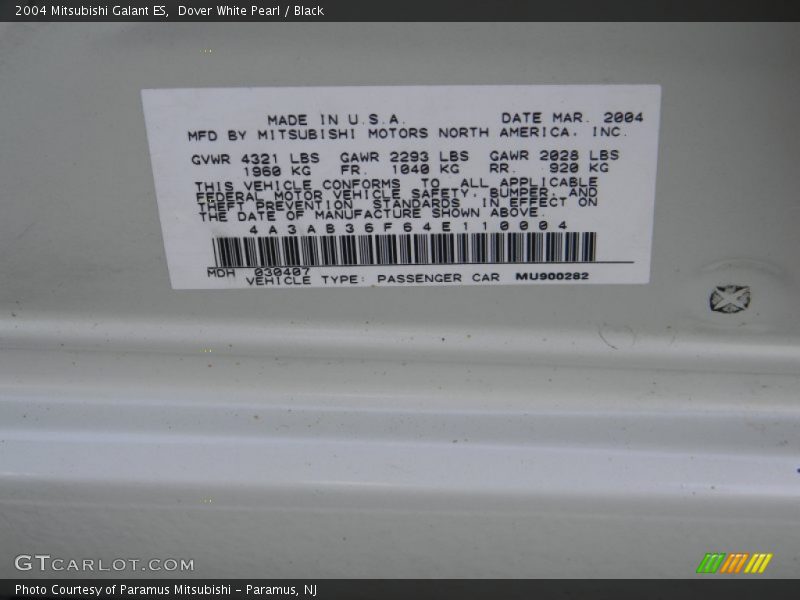 2004 Mitsubishi Galant ES,  Dover White Pearl / Black
MADE IN U.S.A. DATE MAR. 2004
MFD BY MITSUBISHI MOTORS NORTH AMERICA, INC.
GVWR 4321 LBS GAWR 2293 LBS GAWR 2028 LBS
1960 KG FR. 1040 KG RR. 920 KG
THIS VEHICLE CONFORMS TO ALL APPLICABLE
FEDERAL MOTOR VEHICLE SAFETY, BUMPER, AND
THEFT PREVENTION STANDARDS IN EFFECT ON
THE DATE OF MANUFACTURE SHOWN ABOVE.
4A3AB36F64E110004
MDH 030407
VEHICLE TYPE: PASSENGER CAR MU900282
GTCARLOT.COM
Photo Courtesy of Paramus Mitsubishi - Paramus, NJ